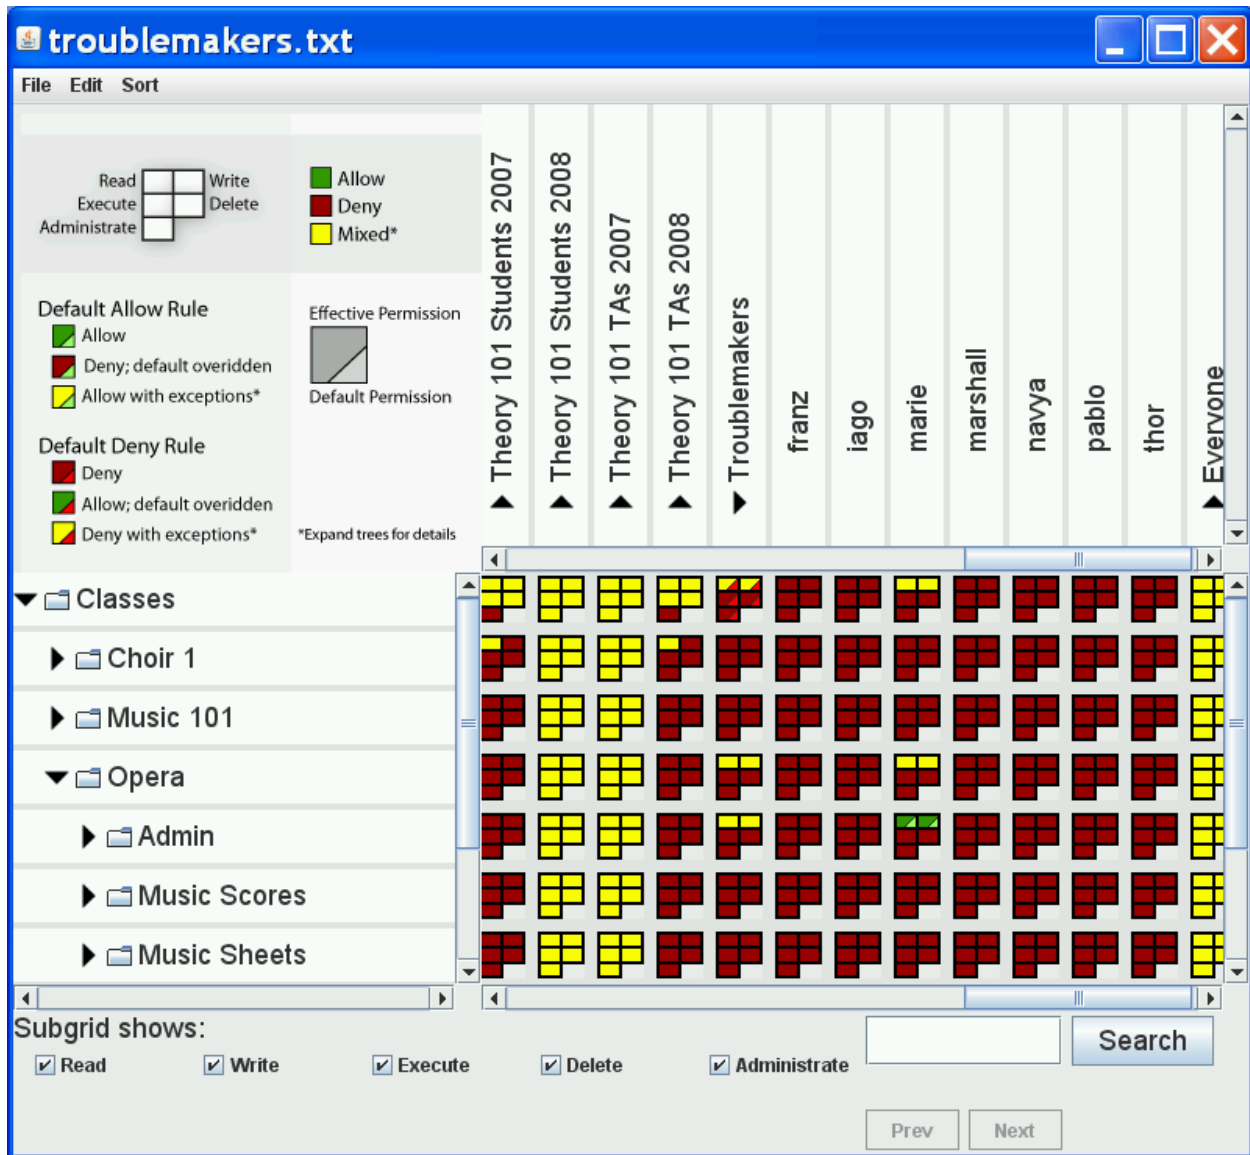 troublemakers.txt
File Edit Sort
Read Write
Execute Delete
Administrate
Allow
Deny
Mixed*
Default Allow Rule
Allow
Deny; default overidden
Allow with exceptions*
Default Deny Rule
Deny
Allow; default overidden
Deny with exceptions*
Effective Permission
Default Permission
*Expand trees for details
Theory 101 Students 2007
Theory 101 Students 2008
Theory 101 TAs 2007
Theory 101 TAs 2008
Troublemakers
franz
iago
marie
marshall
navya
pablo
thor
Everyone
Classes
Choir 1
Music 101
Opera
Admin
Music Scores
Music Sheets
Subgrid shows:
Read Write Execute Delete Administrate
Search
Prev Next